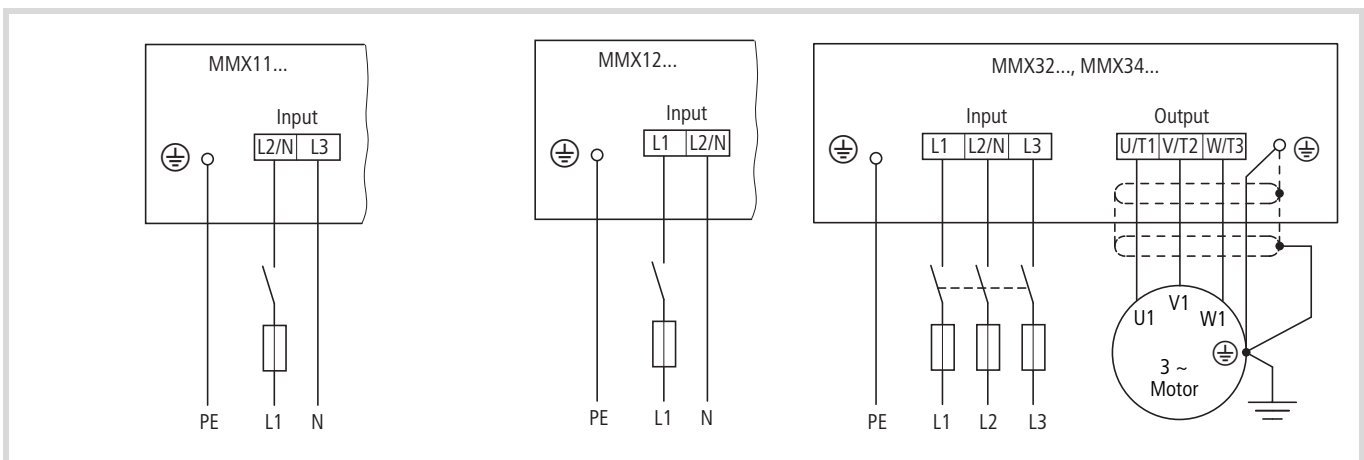 MMX11...
Input
L2/N L3
PE L1 N
MMX12...
Input
L1 L2/N
PE L1 N
MMX32..., MMX34...
Input
L1 L2/N L3
Output
U/T1 V/T2 W/T3
U1 V1 W1
3 ~
Motor
PE L1 L2 L3